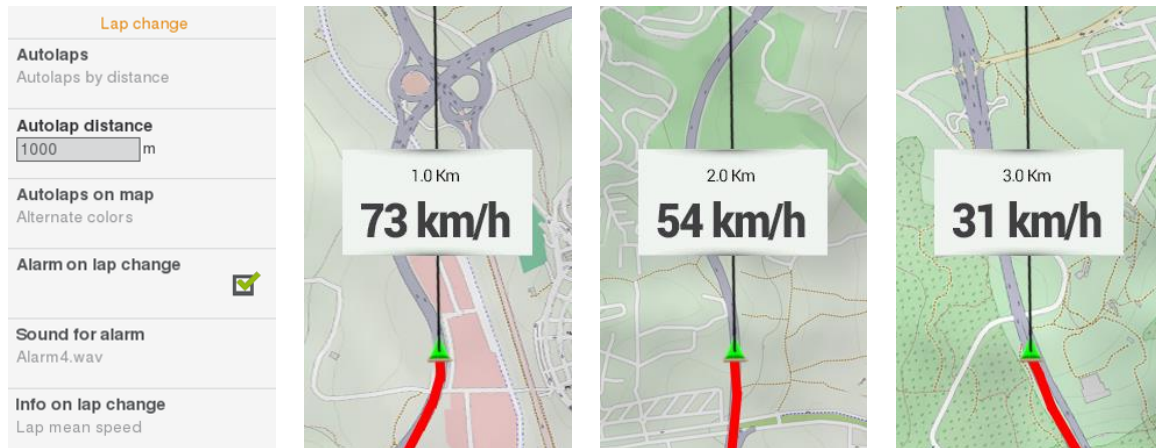 Lap change
Autolaps
Autolaps by distance
Autolap distance
1000 m
Autolaps on map
Alternate colors
Alarm on lap change
Sound for alarm
Alarm4.wav
Info on lap change
Lap mean speed
1.0 Km
73 km/h
2.0 Km
54 km/h
3.0 Km
31 km/h